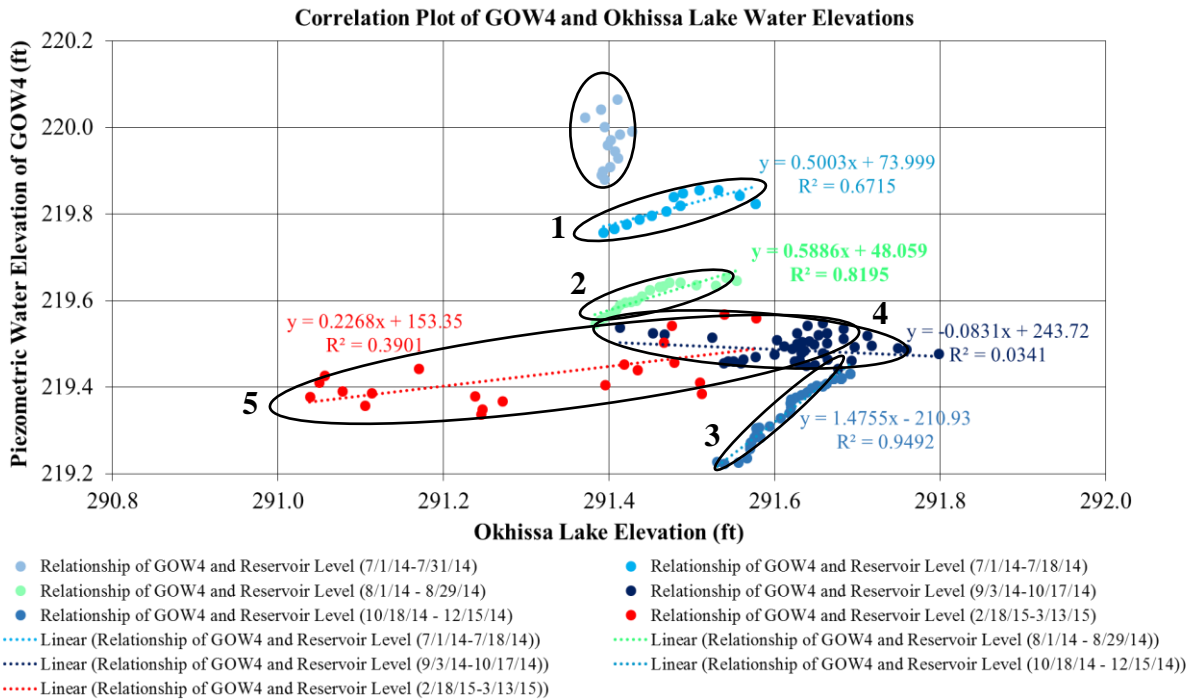 Correlation Plot of GOW4 and Okhissa Lake Water Elevations
Piezometric Water Elevation of GOW4 (ft)
220.2
220.0
219.8
219.6
219.4
219.2
y = 0.5003x + 73.999
R² = 0.6715
1
y = 0.5886x + 48.059
R² = 0.8195
2
4
y = 0.2268x + 153.35
R² = 0.3901
y = -0.0831x + 243.72
R² = 0.0341
5
3
y = 1.4755x - 210.93
R² = 0.9492
290.8 291.0 291.2 291.4 291.6 291.8 292.0
Okhissa Lake Elevation (ft)
Relationship of GOW4 and Reservoir Level (7/1/14-7/31/14)
Relationship of GOW4 and Reservoir Level (7/1/14-7/18/14)
Relationship of GOW4 and Reservoir Level (8/1/14 - 8/29/14)
Relationship of GOW4 and Reservoir Level (9/3/14-10/17/14)
Relationship of GOW4 and Reservoir Level (10/18/14 - 12/15/14)
Relationship of GOW4 and Reservoir Level (2/18/15-3/13/15)
Linear (Relationship of GOW4 and Reservoir Level (7/1/14-7/18/14))
Linear (Relationship of GOW4 and Reservoir Level (8/1/14 - 8/29/14))
Linear (Relationship of GOW4 and Reservoir Level (9/3/14-10/17/14))
Linear (Relationship of GOW4 and Reservoir Level (10/18/14 - 12/15/14))
Linear (Relationship of GOW4 and Reservoir Level (2/18/15-3/13/15))